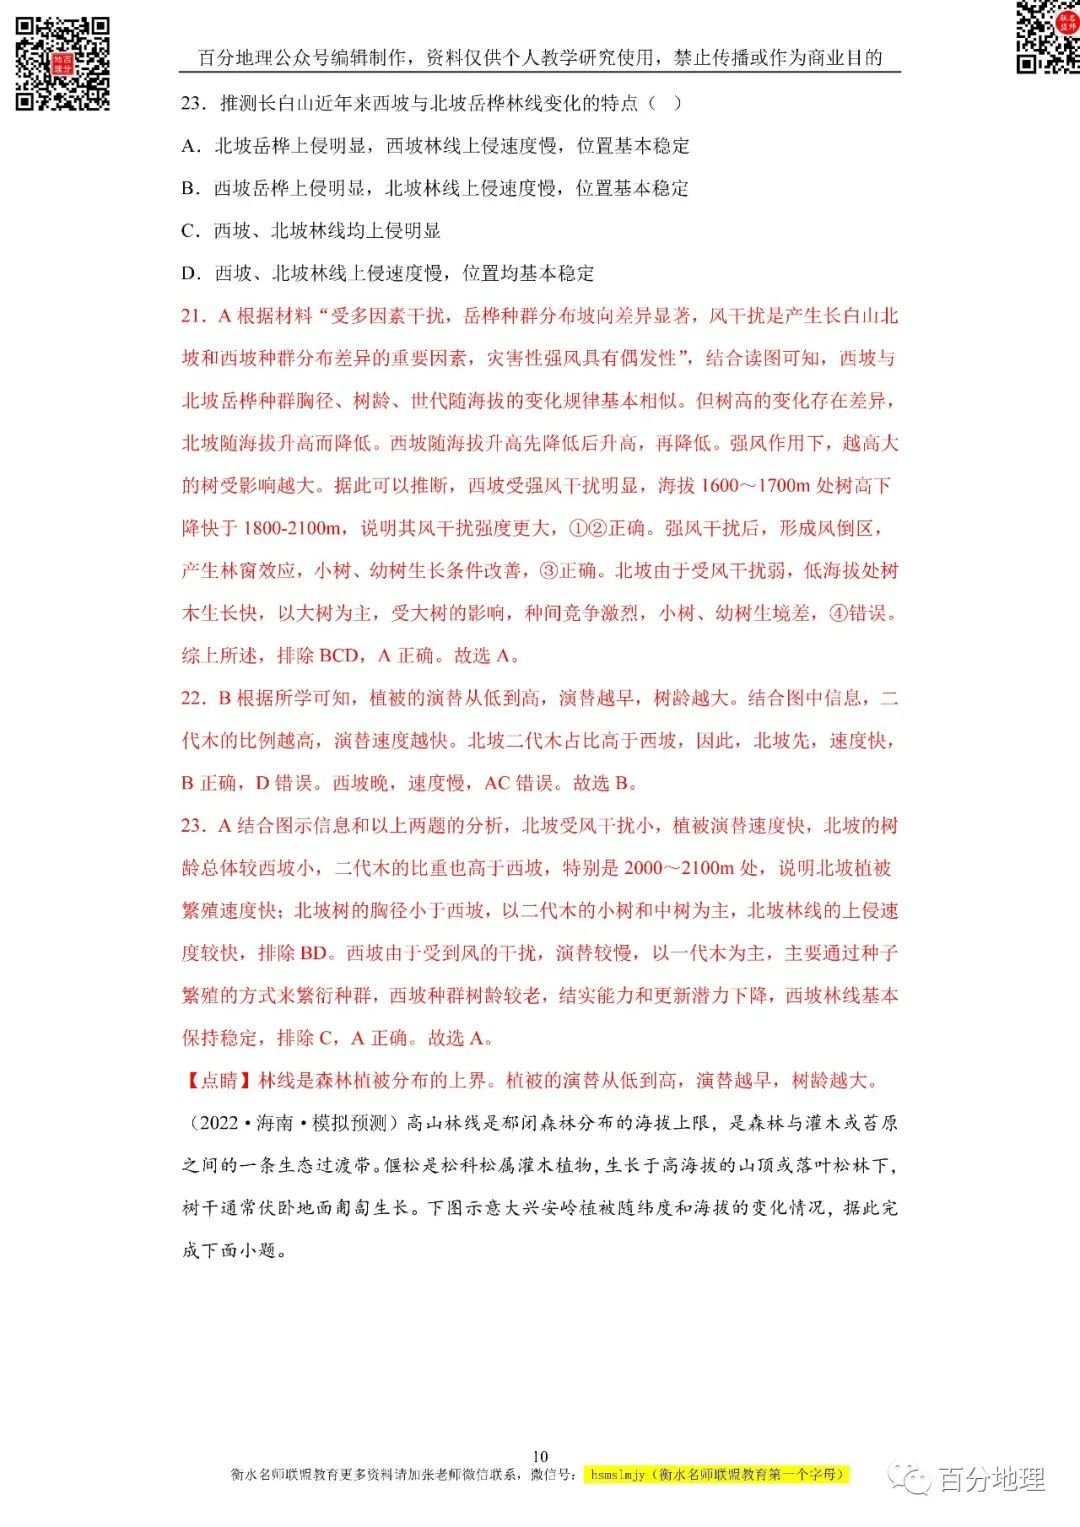 百分地理公众号编辑制作，资料仅供个人教学研究使用，禁止传播或作为商业目的
23．推测长白山近年来西坡与北坡岳桦林线变化的特点（ ）
A．北坡岳桦上侵明显，西坡林线上侵速度慢，位置基本稳定
B．西坡岳桦上侵明显，北坡林线上侵速度慢，位置基本稳定
C．西坡、北坡林线均上侵明显
D．西坡、北坡林线上侵速度慢，位置均基本稳定
21．A 根据材料“受多因素干扰，岳桦种群分布坡向差异显著，风干扰是产生长白山北
坡和西坡种群分布差异的重要因素，灾害性强风具有偶发性”，结合读图可知，西坡与
北坡岳桦种群胸径、树龄、世代随海拔的变化规律基本相似。但树高的变化存在差异，
北坡随海拔升高而降低。西坡随海拔升高先降低后升高，再降低。强风作用下，越高大
的树受影响越大。据此可以推断，西坡受强风干扰明显，海拔 1600～1700m 处树高下
降快于 1800-2100m，说明其风干扰强度更大，①②正确。强风干扰后，形成风倒区，
产生林窗效应，小树、幼树生长条件改善，③正确。北坡由于受风干扰弱，低海拔处树
木生长快，以大树为主，受大树的影响，种间竞争激烈，小树、幼树生境差，④错误。
综上所述，排除 BCD，A 正确。故选 A。
22．B 根据所学可知，植被的演替从低到高，演替越早，树龄越大。结合图中信息，二
代木的比例越高，演替速度越快。北坡二代木占比高于西坡，因此，北坡先，速度快，
B 正确，D 错误。西坡晚，速度慢，AC 错误。故选 B。
23．A 结合图示信息和以上两题的分析，北坡受风干扰小，植被演替速度快，北坡的树
龄总体较西坡小，二代木的比重也高于西坡，特别是 2000～2100m 处，说明北坡植被
繁殖速度快；北坡树的胸径小于西坡，以二代木的小树和中树为主，北坡林线的上侵速
度较快，排除 BD。西坡由于受到风的干扰，演替较慢，以一代木为主，主要通过种子
繁殖的方式来繁衍种群，西坡种群树龄较老，结实能力和更新潜力下降，西坡林线基本
保持稳定，排除 C，A 正确。故选 A。
【点睛】林线是森林植被分布的上界。植被的演替从低到高，演替越早，树龄越大。
（2022·海南·模拟预测）高山林线是郁闭森林分布的海拔上限，是森林与灌木或苔原
之间的一条生态过渡带。偃松是松科松属灌木植物，生长于高海拔的山顶或落叶松林下，
树干通常伏卧地面匍匐生长。下图示意大兴安岭植被随纬度和海拔的变化情况，据此完
成下面小题。
10
衡水名师联盟教育更多资料请加张老师微信联系，微信号： hsmslmjy（衡水名师联盟教育第一个字母）
百分地理